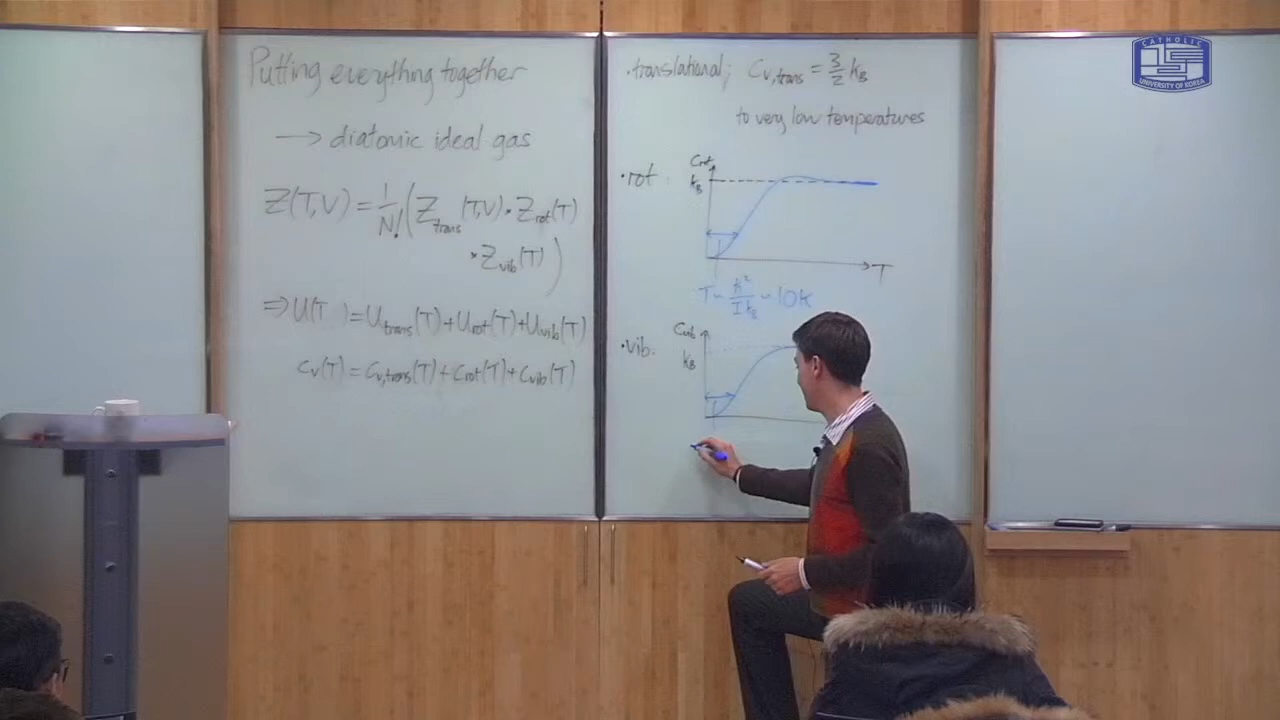 Putting everything together
→ diatomic ideal gas
Z(T,V) = 1/N! (Z_trans(T,V) · Z_rot(T)
· Z_vib(T))
⇒ U(T ) = U_trans(T) + U_rot(T) + U_vib(T)
C_V(T) = C_V,trans(T) + C_rot(T) + C_vib(T)
· translational; C_V,trans = 3/2 k_B
to very low temperatures
· rot:
C_rot
k_B
T
T ~ ħ²/(I k_B) ~ 10K
· vib.
C_vib
k_B
CATHOLIC
UNIVERSITY OF KOREA